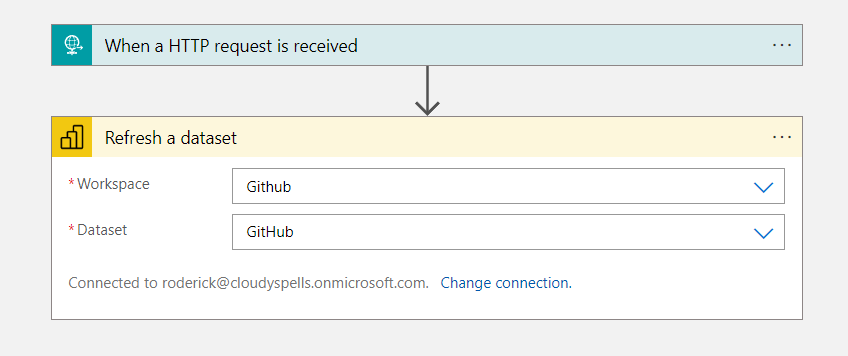 When a HTTP request is received
...
Refresh a dataset
...
* Workspace
Github
* Dataset
GitHub
Connected to roderick@cloudyspells.onmicrosoft.com. Change connection.